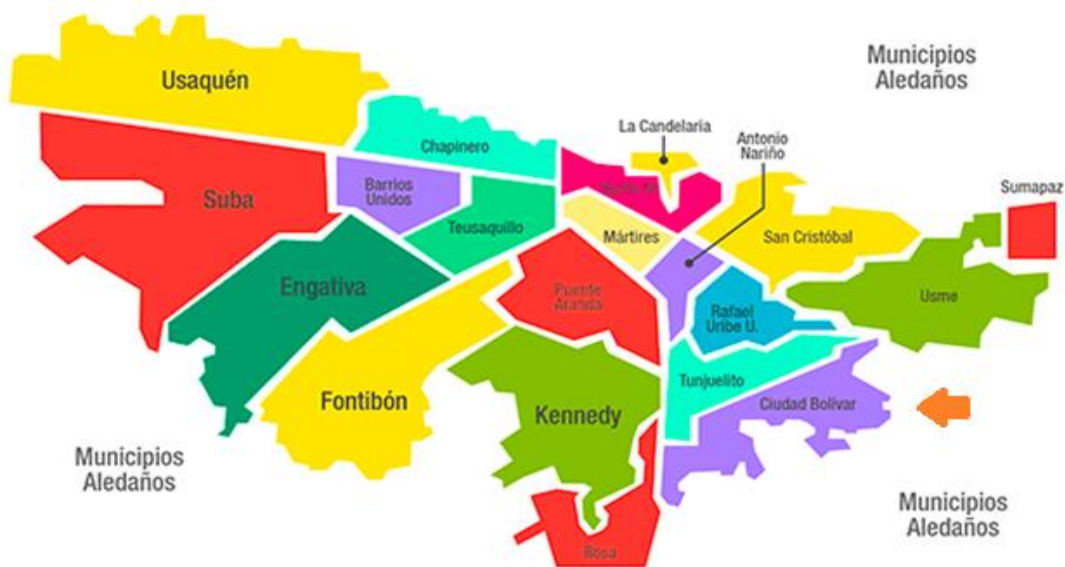 Municipios
Aledaños
Usaquén
La Candelaria
Antonio
Nariño
Chapinero
Barrios
Unidos
Suba
Sumapaz
Teusaquillo
Mártires
San Cristóbal
Engativa
Puente
Aranda
Usme
Rafael
Uribe U.
Tunjuelito
Fontibón
Kennedy
Ciudad Bolívar
Municipios
Aledaños
Municipios
Aledaños
Bosa